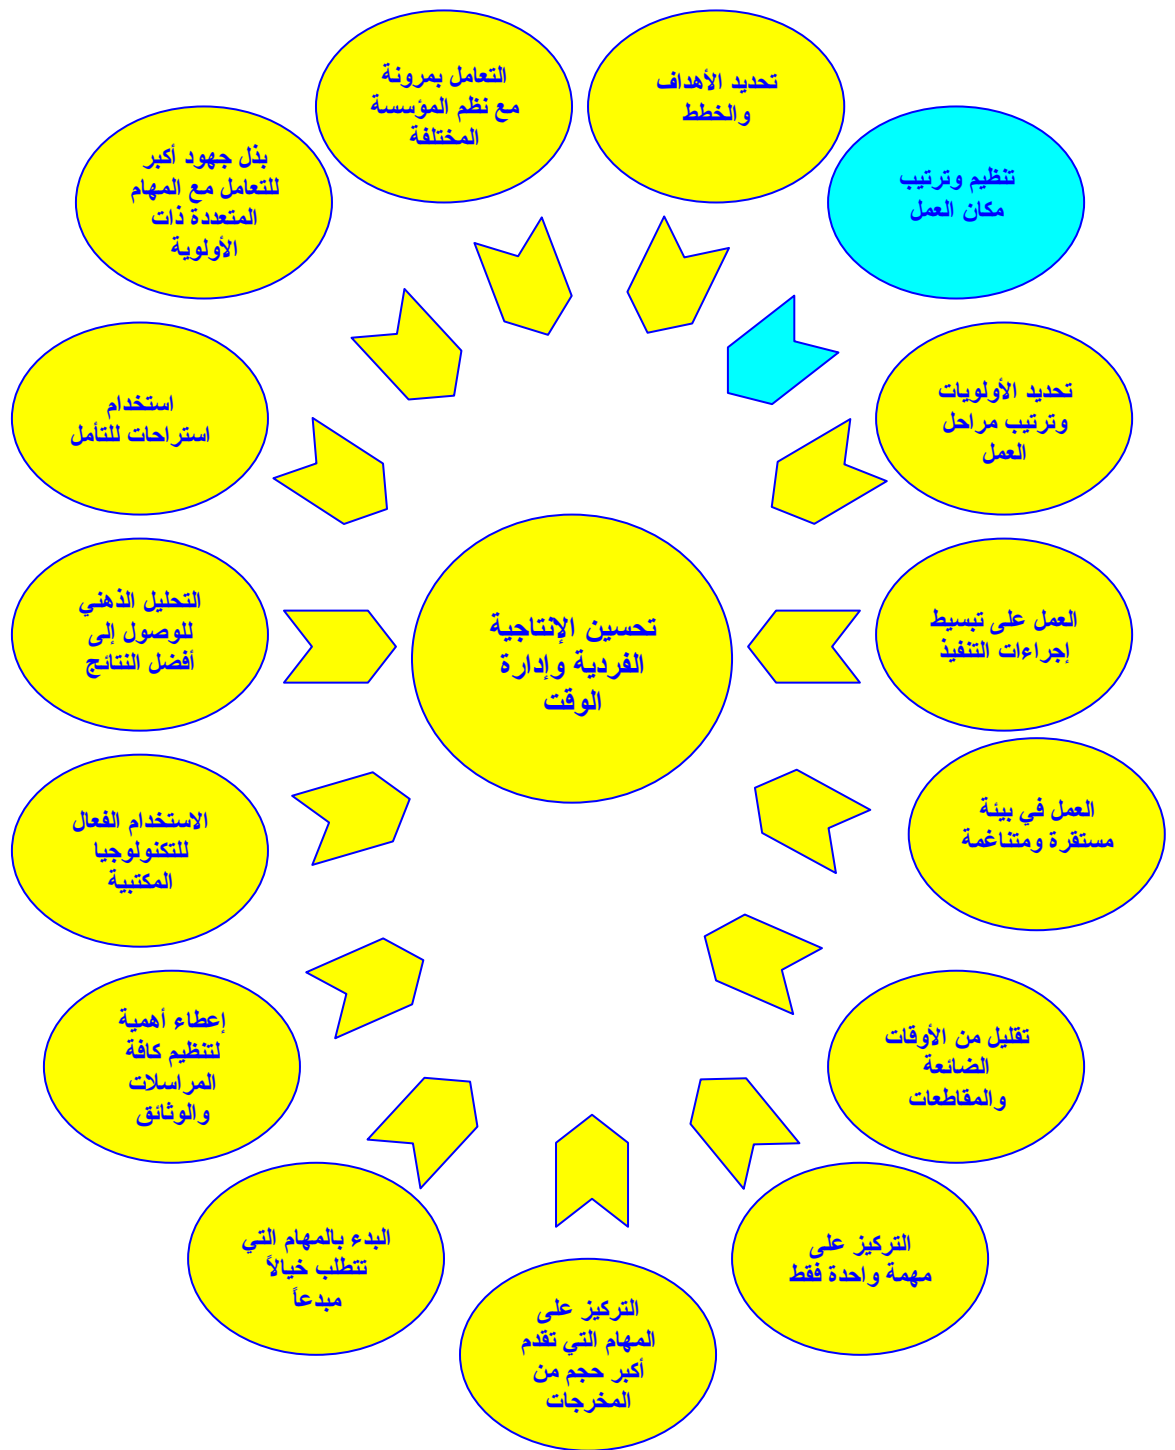 تحديد الأهداف
والخطط
تنظيم وترتيب
مكان العمل
تحديد الأولويات
وترتيب مراحل
العمل
العمل على تبسيط
إجراءات التنفيذ
العمل في بيئة
مستقرة ومتناغمة
تقليل من الأوقات
الضائعة
والمقاطعات
التركيز على
مهمة واحدة فقط
التركيز على
المهام التي تقدم
أكبر حجم من
المخرجات
البدء بالمهام التي
تتطلب خيالاً
مبدعاً
إعطاء أهمية
لتنظيم كافة
المراسلات
والوثائق
الاستخدام الفعال
للتكنولوجيا
المكتبية
التحليل الذهني
للوصول إلى
أفضل النتائج
استخدام
استراحات للتأمل
بذل جهود أكبر
للتعامل مع المهام
المتعددة ذات
الأولوية
التعامل بمرونة
مع نظم المؤسسة
المختلفة
تحسين الإنتاجية
الفردية وإدارة
الوقت